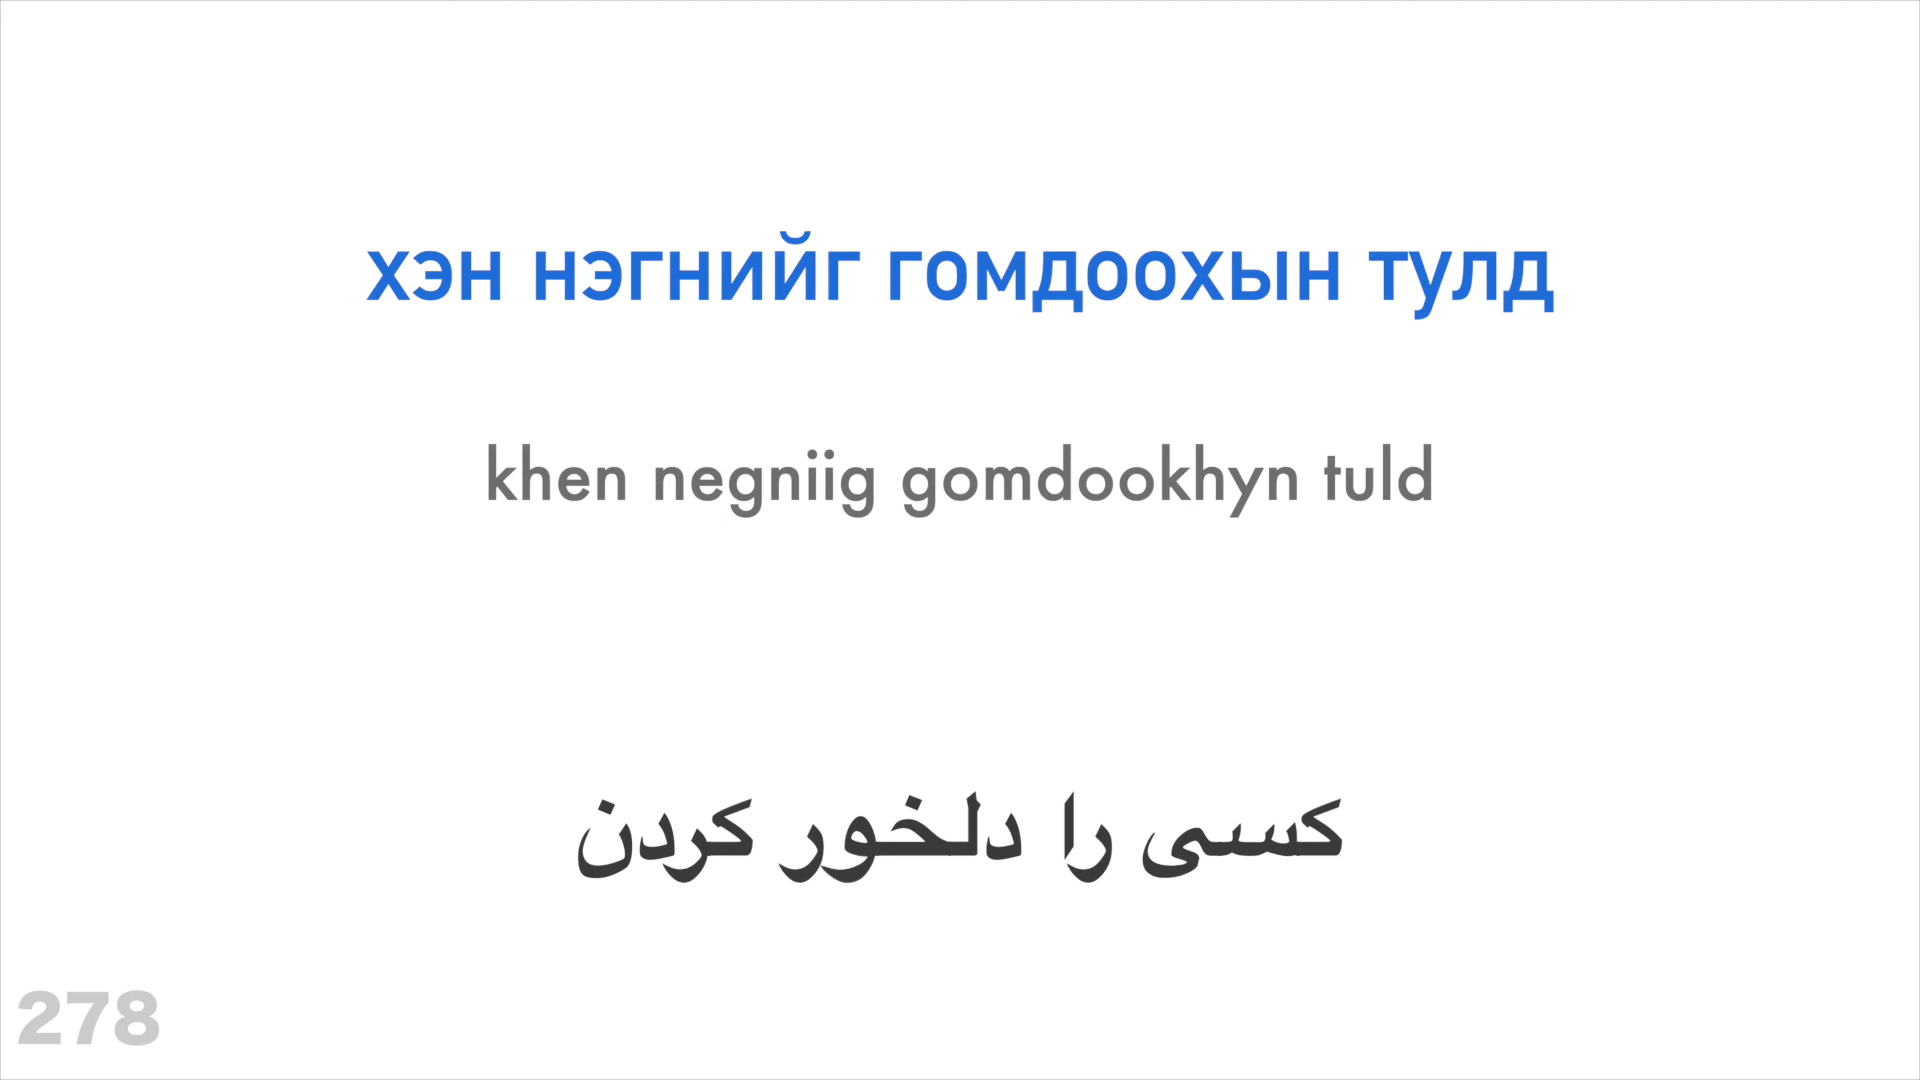 хэн нэгнийг гомдоохын тулд
khen negniig gomdookhyn tuld
کسی را دلخور کردن
278